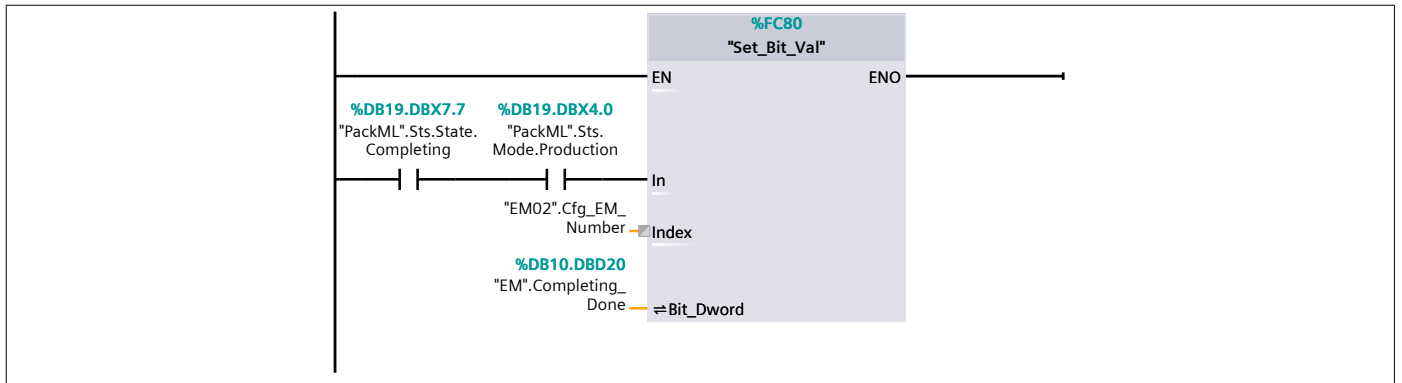 %FC80
"Set_Bit_Val"
EN
ENO
%DB19.DBX7.7
"PackML".Sts.State.
Completing
%DB19.DBX4.0
"PackML".Sts.
Mode.Production
In
"EM02".Cfg_EM_
Number
Index
%DB10.DBD20
"EM".Completing_
Done
⇌Bit_Dword